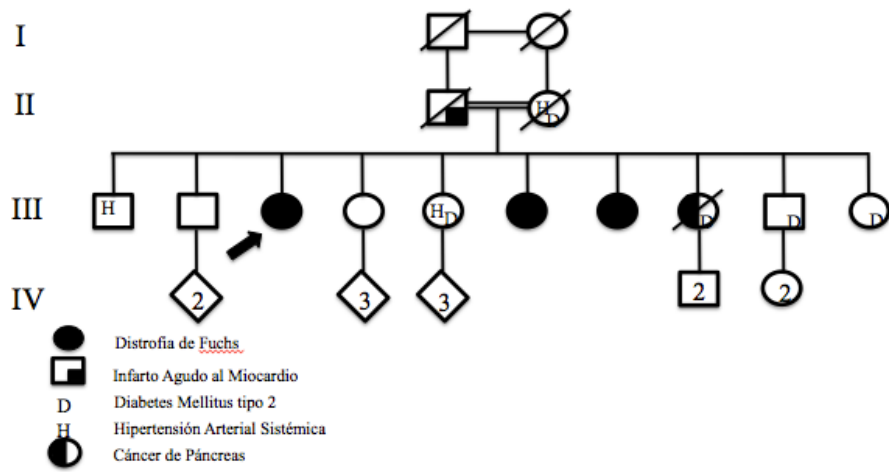 I
II
H
D
III
H
H
D
D
D
D
IV
2
3
3
2
2
Distrofia de Fuchs
Infarto Agudo al Miocardio
D Diabetes Mellitus tipo 2
H Hipertensión Arterial Sistémica
Cáncer de Páncreas